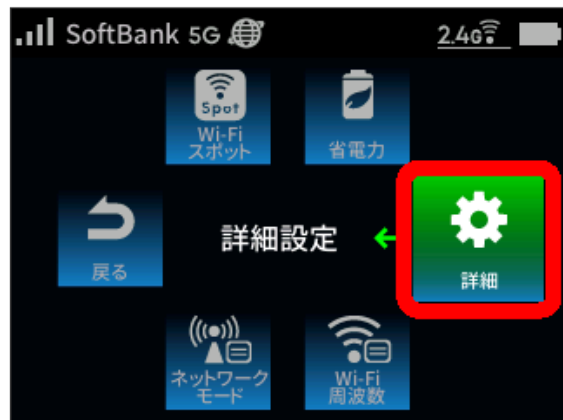 SoftBank 5G
2.4G
Spot
Wi-Fi
スポット
省電力
戻る
詳細設定
詳細
ネットワーク
モード
Wi-Fi
周波数